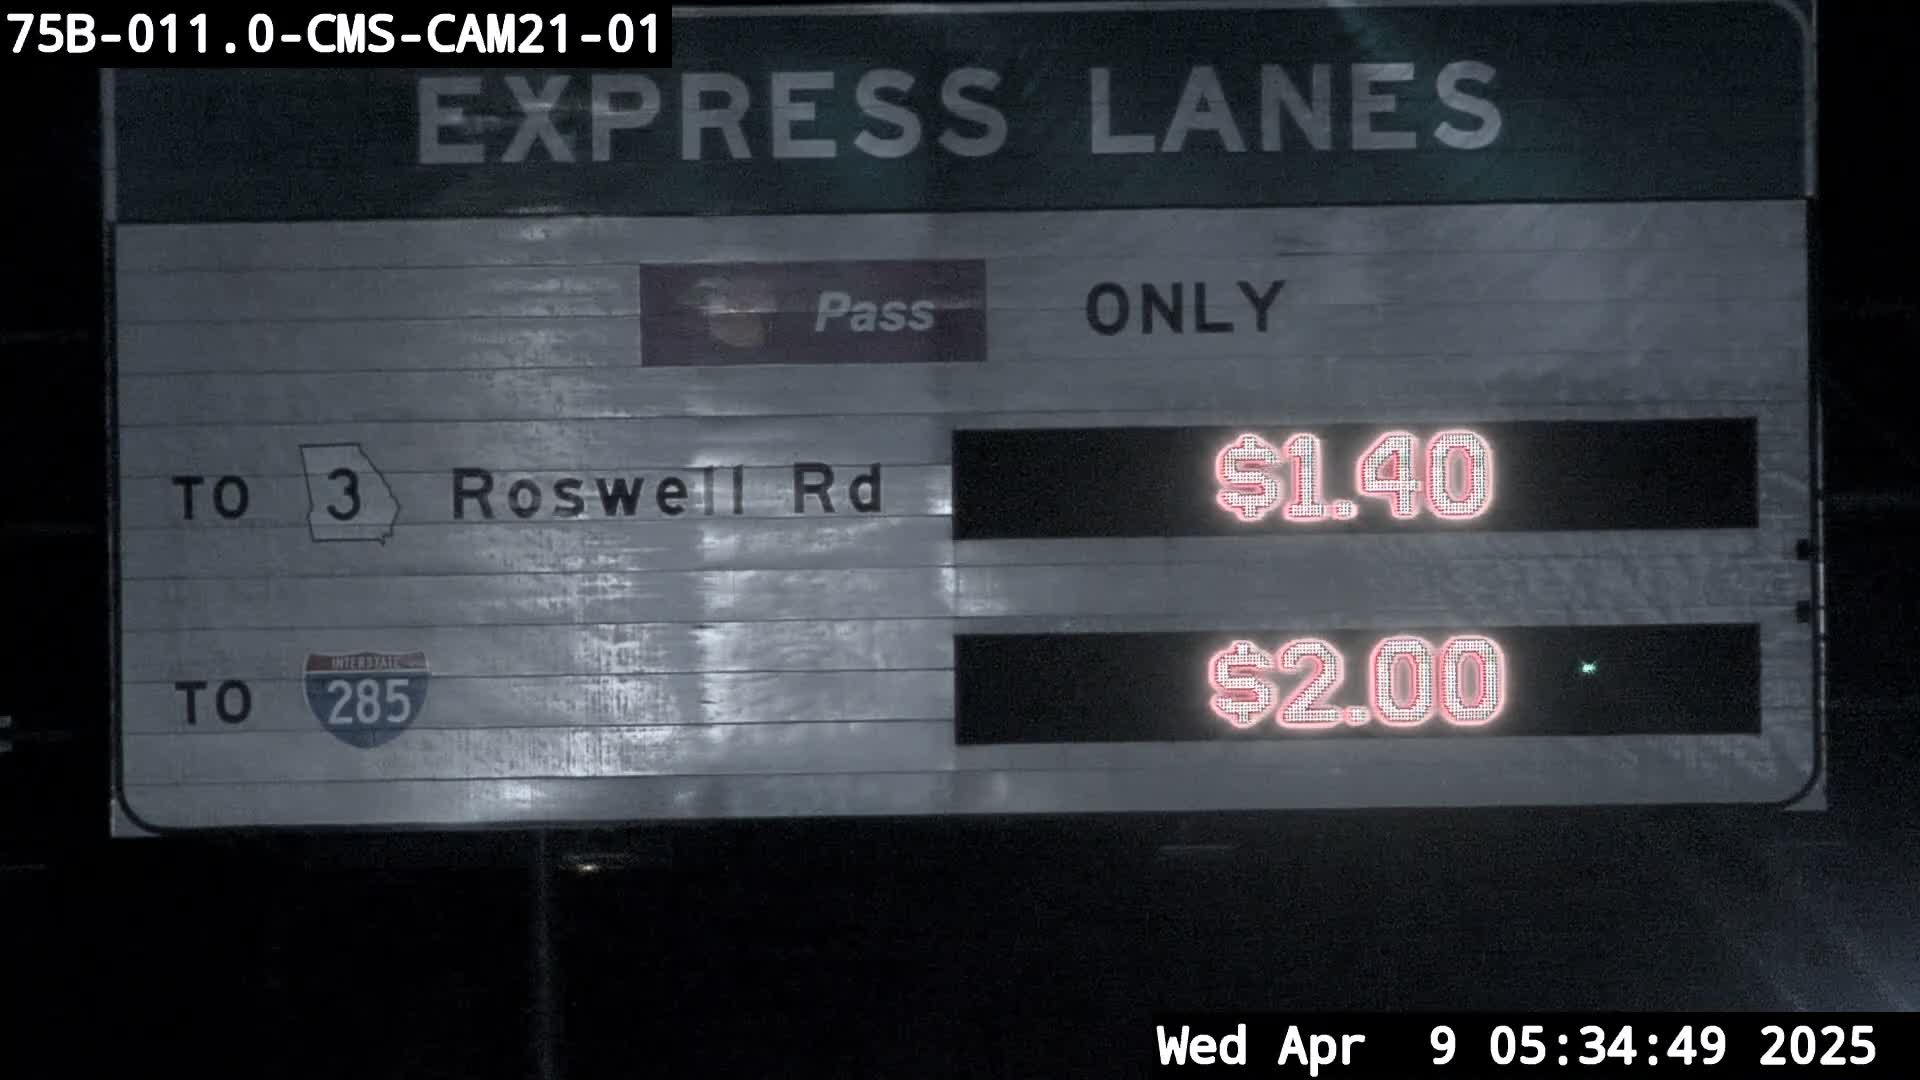 75B-011.0-CMS-CAM21-01
EXPRESS LANES
Pass ONLY
TO 3 Roswell Rd $1.40
TO INTERSTATE 285 $2.00
Wed Apr 9 05:34:49 2025